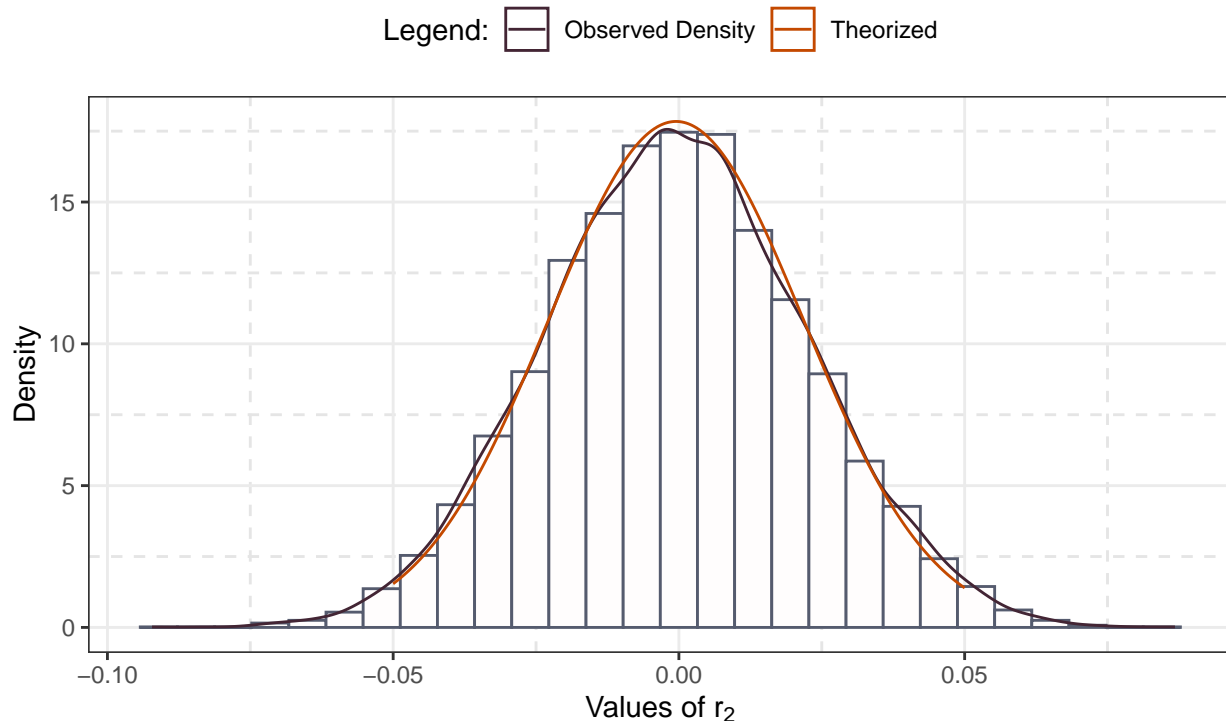 Legend: Observed Density Theorized
15
10
5
0
Density
−0.10 −0.05 0.00 0.05
Values of r₂